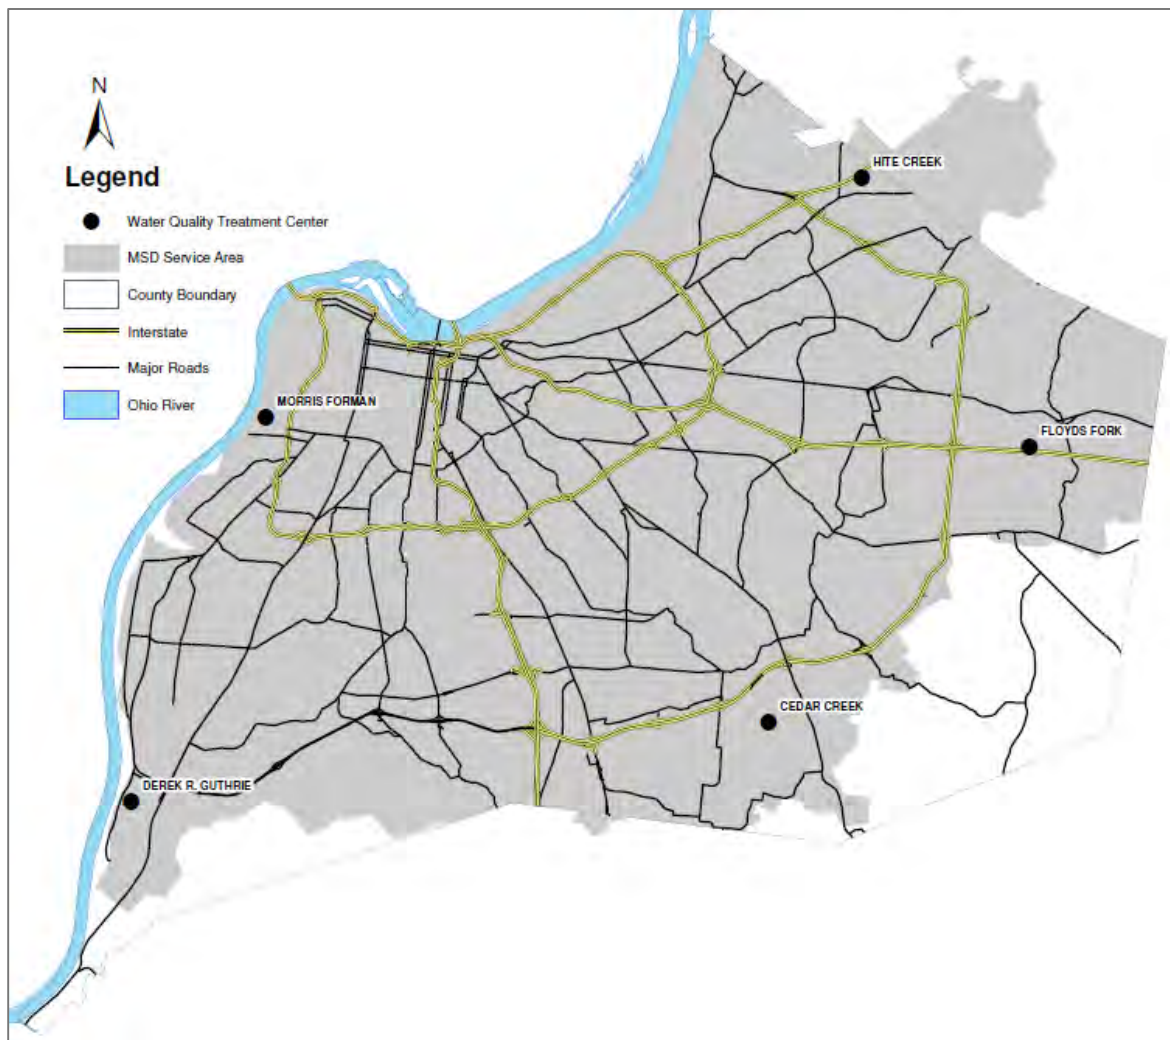 N
Legend
Water Quality Treatment Center
MSD Service Area
County Boundary
Interstate
Major Roads
Ohio River
HITE CREEK
MORRIS FORMAN
FLOYDS FORK
CEDAR CREEK
DEREK R. GUTHRIE